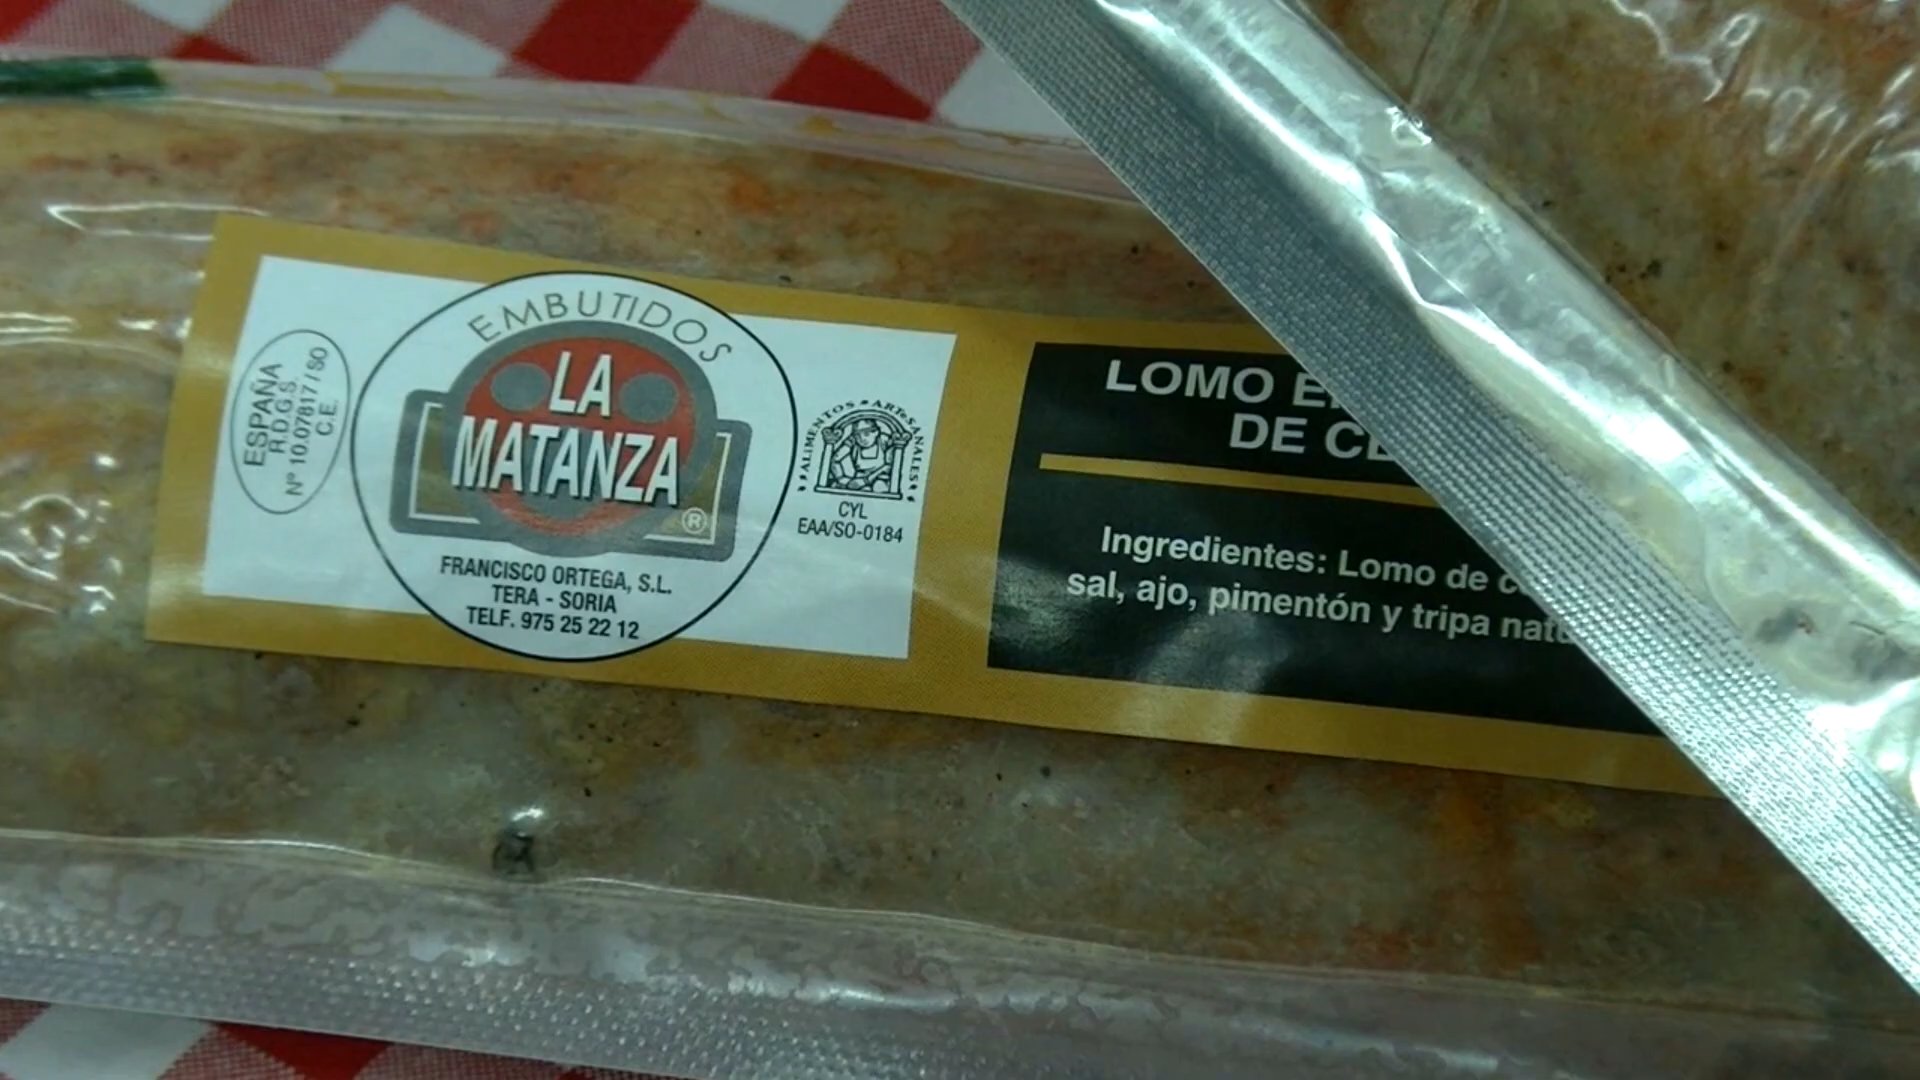 ESPAÑA
R.D.G.S.
Nº 10.07817/SO
C.E.
EMBUTIDOS
LA
MATANZA
®
FRANCISCO ORTEGA, S.L.
TERA - SORIA
TELF. 975 25 22 12
ALIMENTOS ARTESANALES
CYL
EAA/SO-0184
LOMO
DE
Ingredientes: Lomo de
sal, ajo, pimentón y tripa